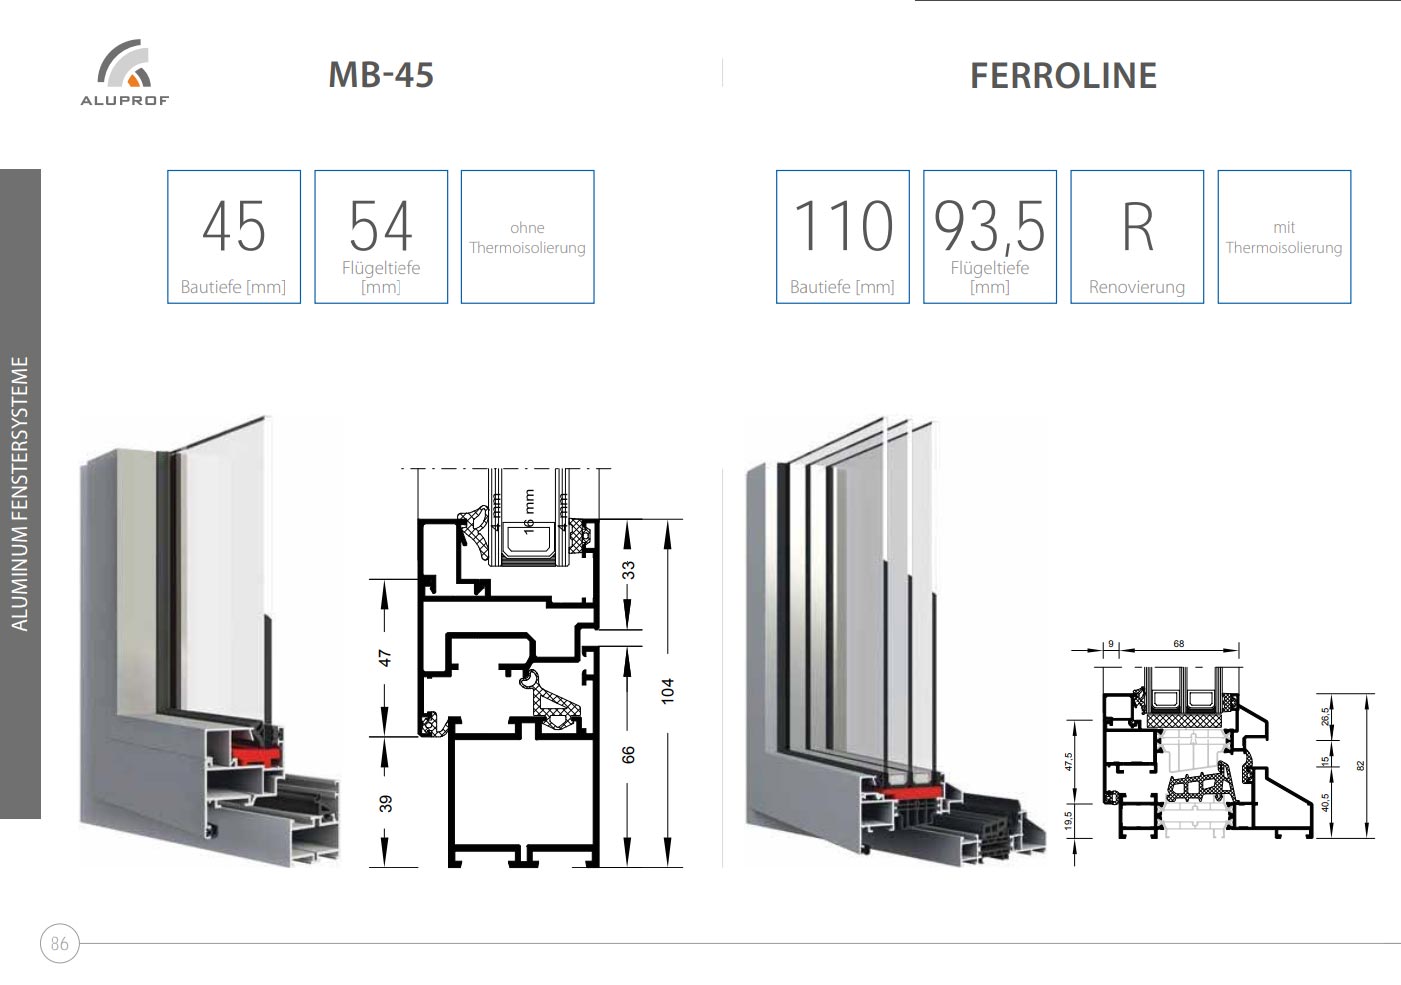 ALUPROF
MB-45
FERROLINE
45
Bautiefe [mm]
54
Flügeltiefe
[mm]
ohne
Thermoisolierung
110
Bautiefe [mm]
93,5
Flügeltiefe
[mm]
R
Renovierung
mit
Thermoisolierung
ALUMINUM FENSTERSYSTEME
4 mm
16 mm
4 mm
33
47
104
66
39
9
68
26,5
15
47,5
82
40,5
19,5
86